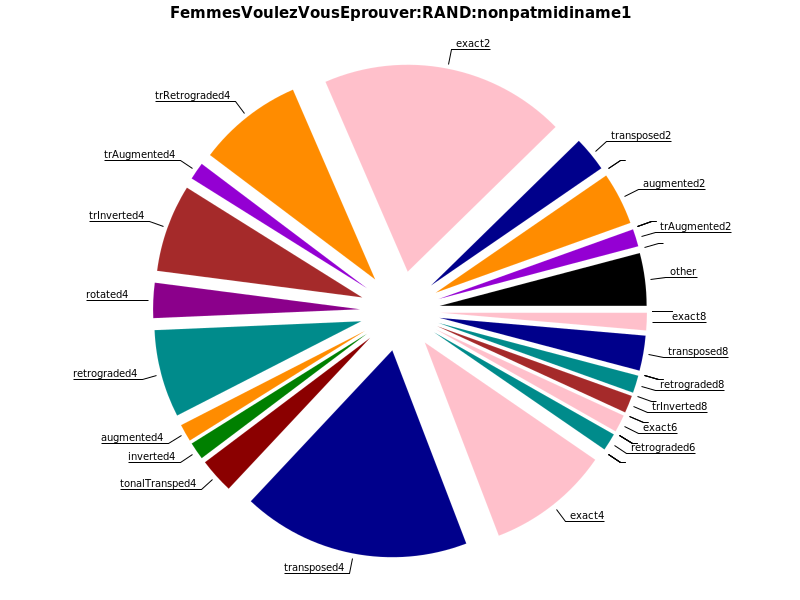 FemmesVoulezVousEprouver:RAND:nonpatmidiname1
exact2
trRetrograded4
transposed2
trAugmented4
augmented2
trInverted4
trAugmented2
other
rotated4
exact8
transposed8
retrograded4
retrograded8
trInverted8
exact6
augmented4
retrograded6
inverted4
tonalTransped4
exact4
transposed4